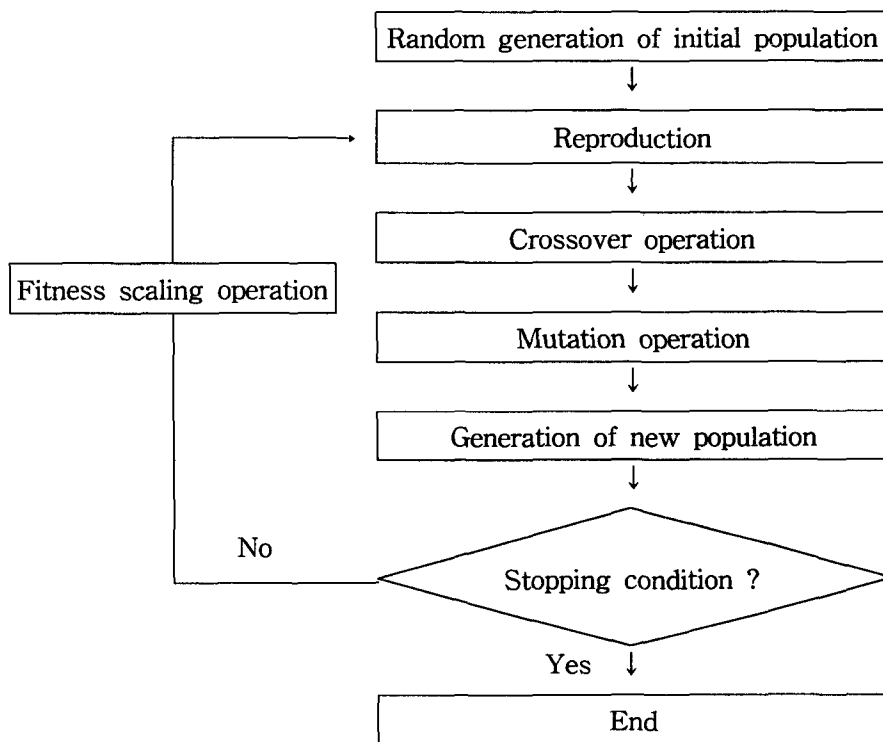 Random generation of initial population
Reproduction
Crossover operation
Fitness scaling operation
Mutation operation
Generation of new population
No
Stopping condition ?
Yes
End